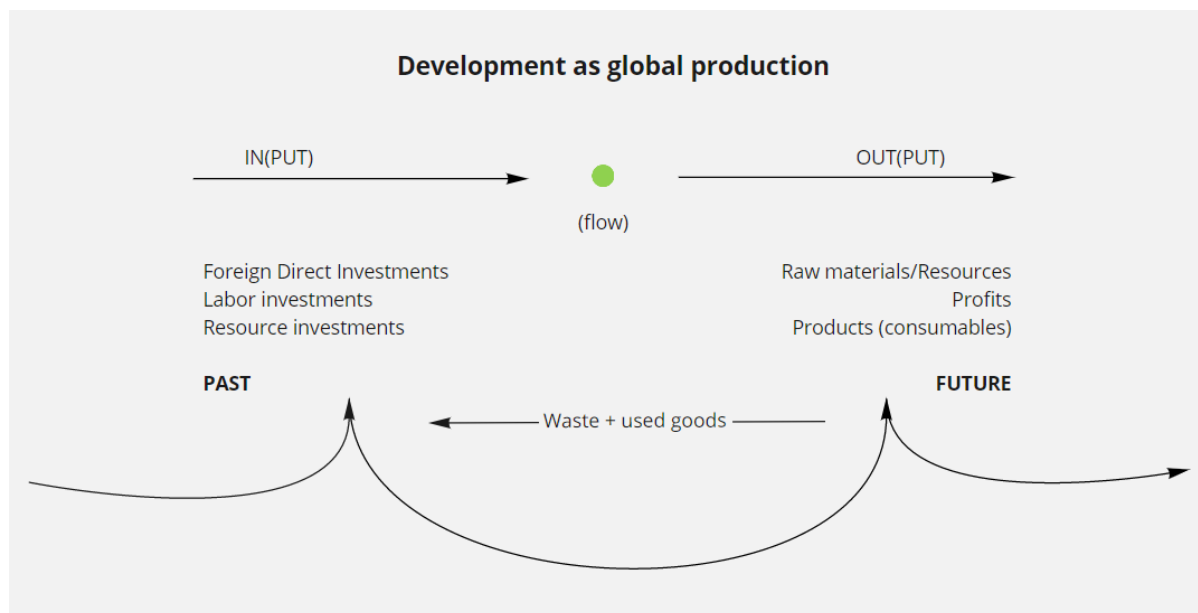 Development as global production
IN(PUT)
OUT(PUT)
(flow)
Foreign Direct Investments
Labor investments
Resource investments
Raw materials/Resources
Profits
Products (consumables)
PAST
FUTURE
Waste + used goods